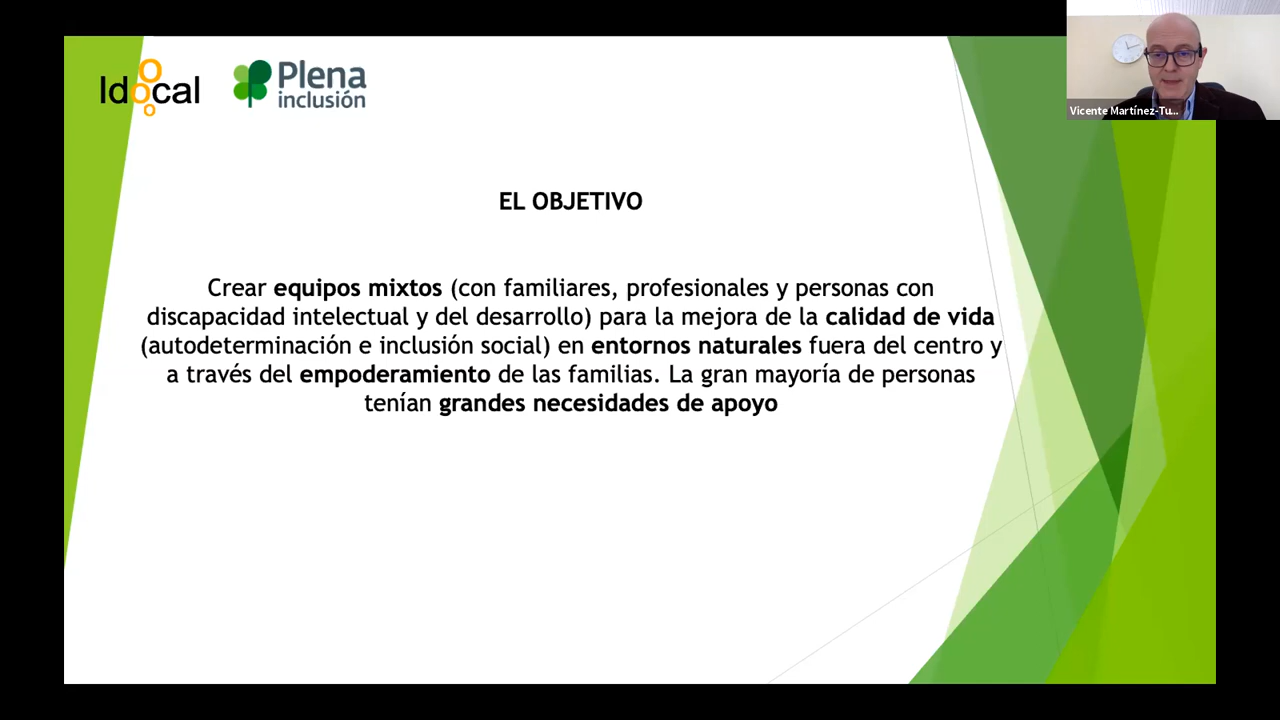 Idocal
Plena
inclusión
Vicente Martínez-Tu...
EL OBJETIVO
Crear equipos mixtos (con familiares, profesionales y personas con
discapacidad intelectual y del desarrollo) para la mejora de la calidad de vida
(autodeterminación e inclusión social) en entornos naturales fuera del centro y
a través del empoderamiento de las familias. La gran mayoría de personas
tenían grandes necesidades de apoyo